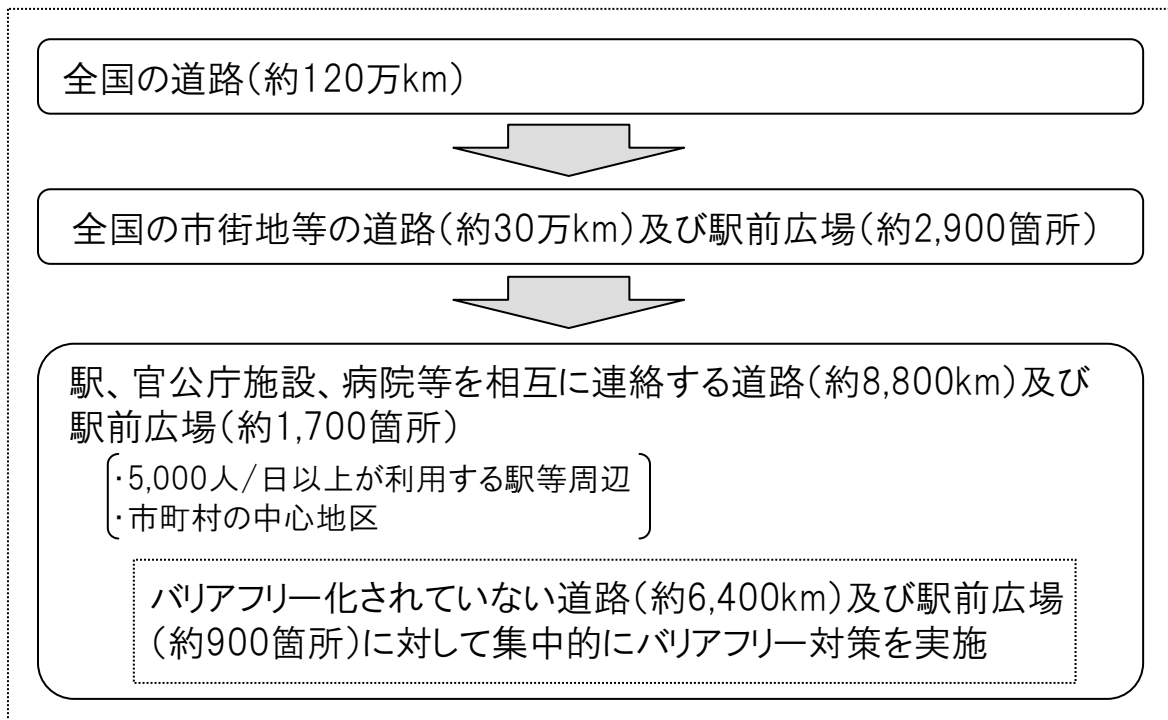 全国の道路(約120万km)
全国の市街地等の道路(約30万km)及び駅前広場(約2,900箇所)
駅、官公庁施設、病院等を相互に連絡する道路(約8,800km)及び
駅前広場(約1,700箇所)
・5,000人/日以上が利用する駅等周辺
・市町村の中心地区
バリアフリー化されていない道路(約6,400km)及び駅前広場
(約900箇所)に対して集中的にバリアフリー対策を実施